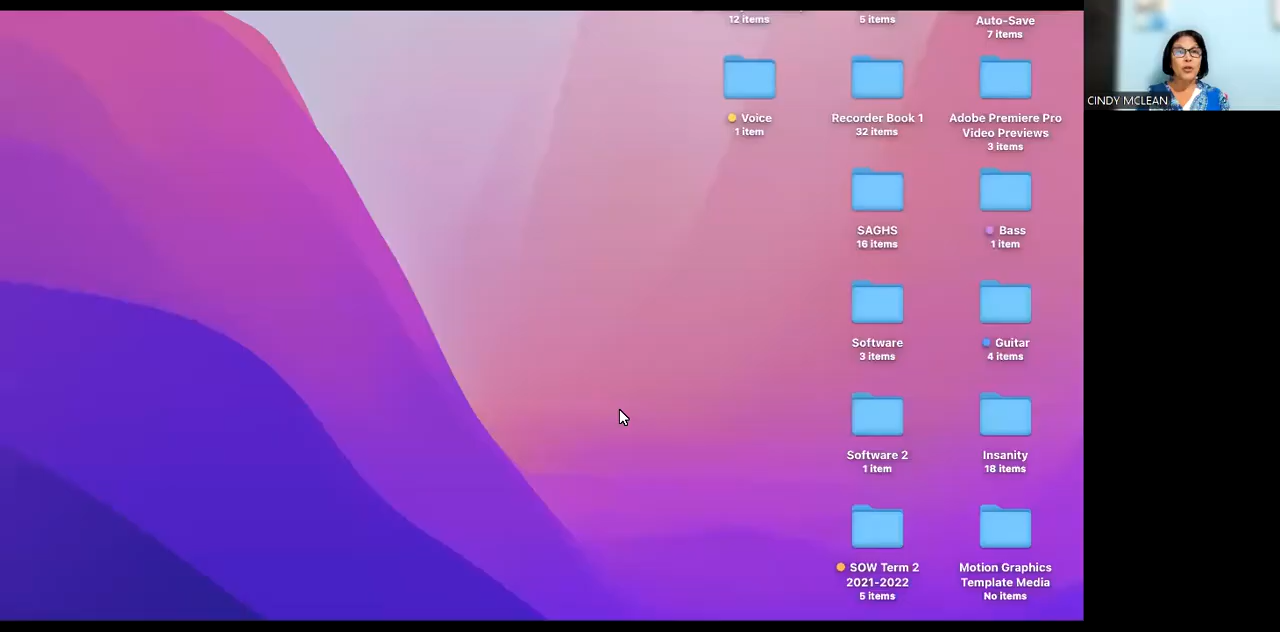 12 items
5 items
Auto-Save
7 items
Voice
1 item
Recorder Book 1
32 items
Adobe Premiere Pro
Video Previews
3 items
SAGHS
16 items
Bass
1 item
Software
3 items
Guitar
4 items
Software 2
1 item
Insanity
18 items
SOW Term 2
2021-2022
5 items
Motion Graphics
Template Media
No items
CINDY MCLEAN